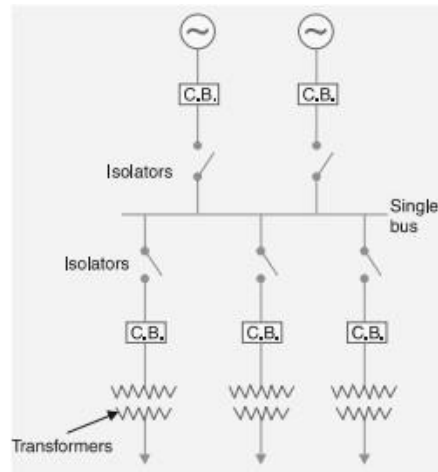 C.B. C.B.
Isolators
Single
bus
Isolators
C.B. C.B. C.B.
Transformers